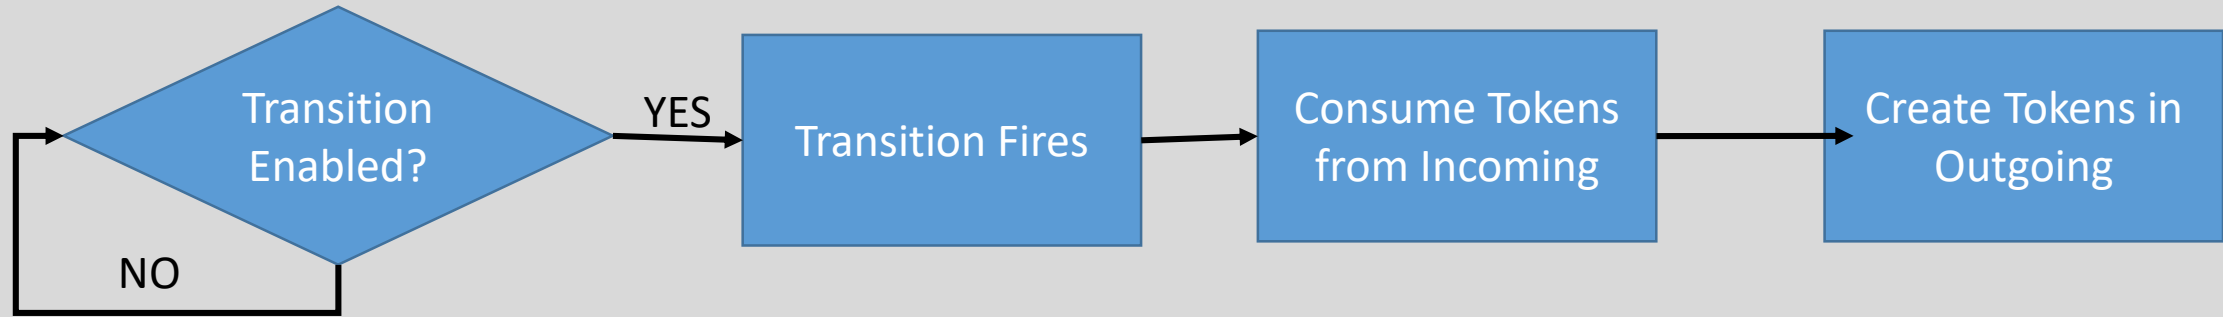 Transition
Enabled?
YES
NO
Transition Fires
Consume Tokens
from Incoming
Create Tokens in
Outgoing